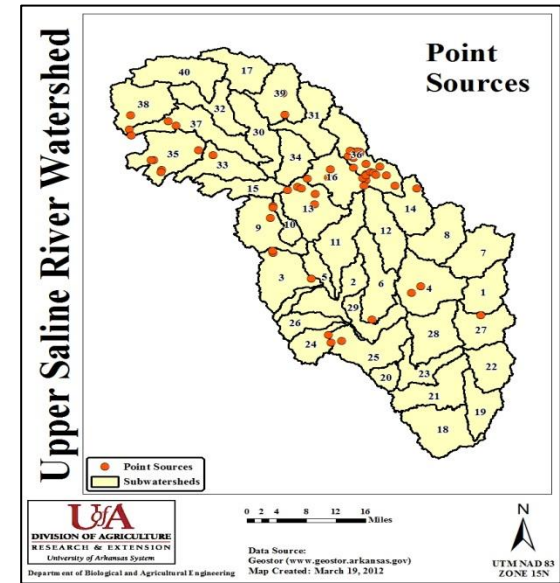 Upper Saline River Watershed
Point
Sources
40
17
39
38
32
31
37
30
36
35
33
34
16
15
14
13
10
9
12
8
11
7
5
3
2
6
4
1
29
27
26
28
24
25
22
23
20
21
19
18
Point Sources
Subwatersheds
UofA
DIVISION OF AGRICULTURE
RESEARCH & EXTENSION
University of Arkansas System
Department of Biological and Agricultural Engineering
0 2 4 8 12 16
Miles
Data Source:
Geostor (www.geostor.arkansas.gov)
Map Created: March 19, 2012
N
UTM NAD 83
ZONE 15N